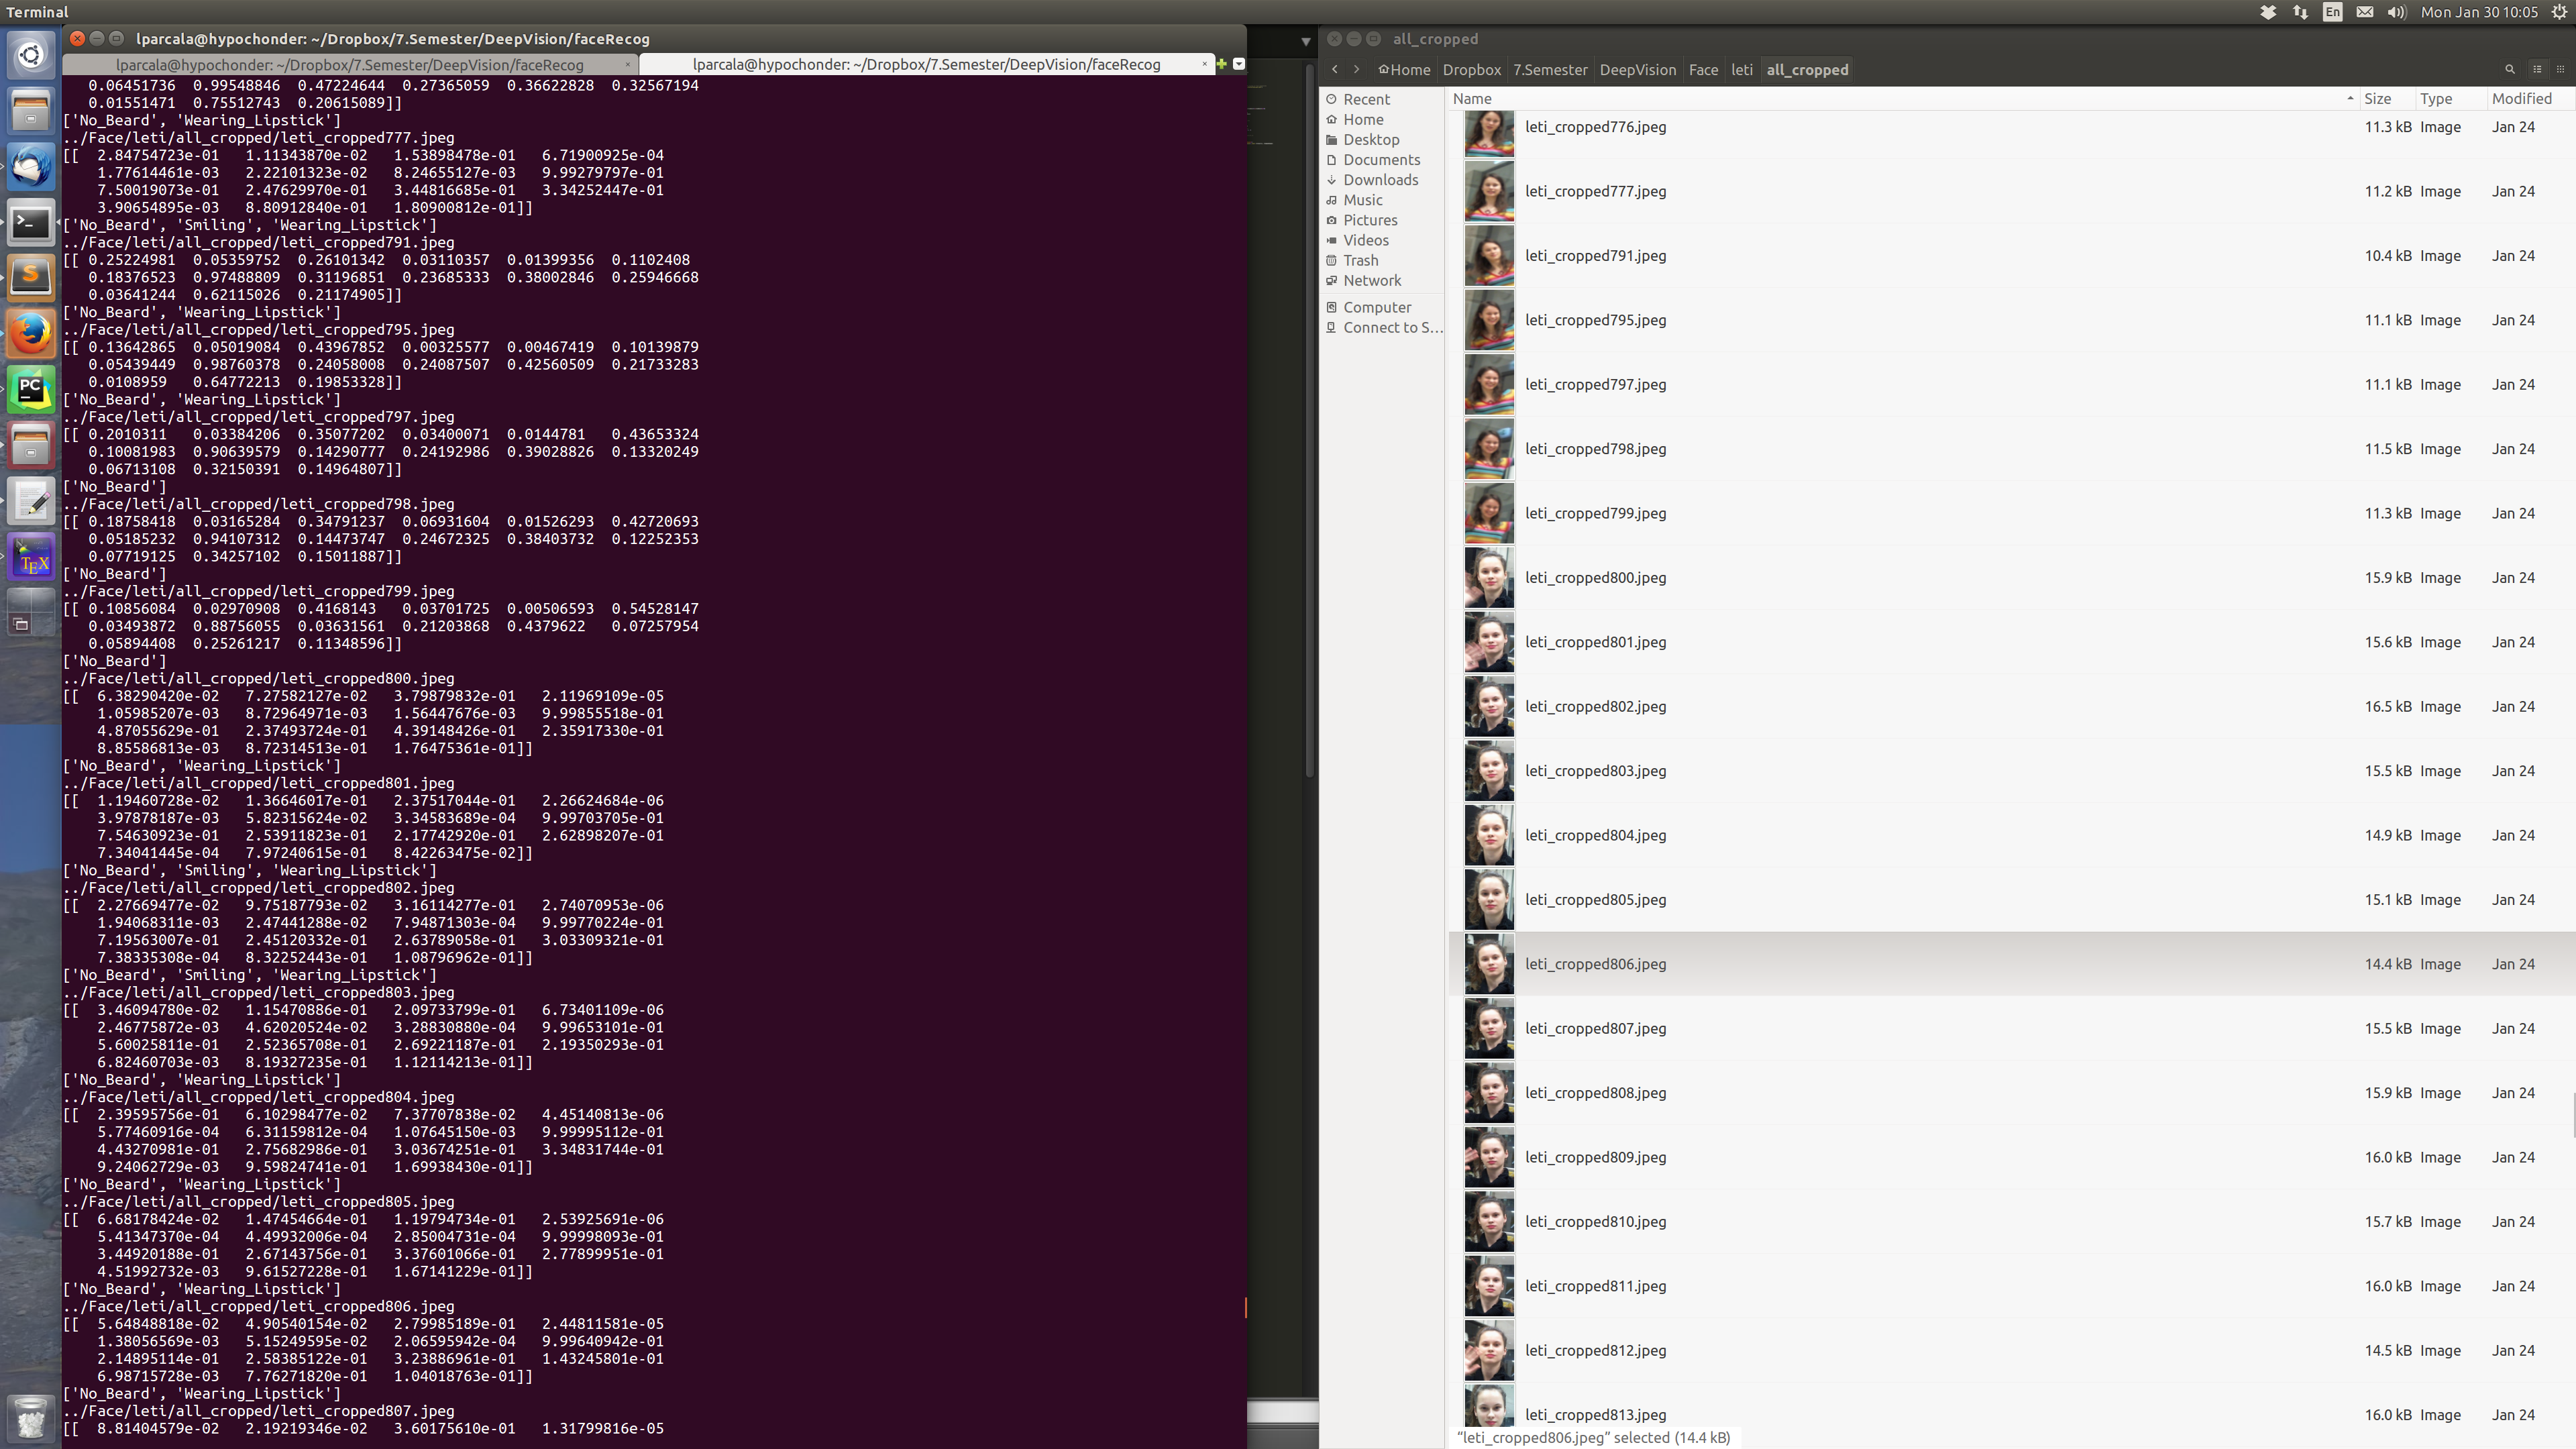 Terminal
En
Mon Jan 30 10:05
lparcala@hypochonder: ~/Dropbox/7.Semester/DeepVision/faceRecog
lparcala@hypochonder: ~/Dropbox/7.Semester/DeepVision/faceRecog
lparcala@hypochonder: ~/Dropbox/7.Semester/DeepVision/faceRecog
0.06451736 0.99548846 0.47227644 0.27365059 0.36622828 0.32567194
0.01551471 0.75512743 0.20615089]]
['No_Beard', 'Wearing_Lipstick']
../Face/leti/all_cropped/leti_cropped777.jpeg
[[ 2.84754723e-01 1.11343870e-02 1.53898478e-01 6.71900925e-04
1.77614461e-03 2.22101323e-02 8.24655127e-03 9.99279797e-01
7.50019073e-01 2.47629970e-01 3.44816685e-01 3.34252447e-01
3.90654895e-03 8.80912840e-01 1.80900812e-01]]
['No_Beard', 'Smiling', 'Wearing_Lipstick']
../Face/leti/all_cropped/leti_cropped791.jpeg
[[ 0.25224981 0.05359752 0.26101342 0.03110357 0.01399356 0.1102408
0.18376523 0.97488809 0.31196851 0.23685333 0.38002846 0.25946668
0.03641244 0.62115026 0.21174905]]
['No_Beard', 'Wearing_Lipstick']
../Face/leti/all_cropped/leti_cropped795.jpeg
[[ 0.13642865 0.05019084 0.43967852 0.00325577 0.00467419 0.10139879
0.05439449 0.98760378 0.24058008 0.24087507 0.42560509 0.21733283
0.0108959 0.64772213 0.19853328]]
['No_Beard', 'Wearing_Lipstick']
../Face/leti/all_cropped/leti_cropped797.jpeg
[[ 0.2010311 0.03384206 0.35077202 0.03400071 0.0144781 0.43653324
0.10081983 0.90639579 0.14290777 0.24192986 0.39028826 0.13320249
0.06713108 0.32150391 0.14964807]]
['No_Beard']
../Face/leti/all_cropped/leti_cropped798.jpeg
[[ 0.18758418 0.03165284 0.34791237 0.06931604 0.01526293 0.42720693
0.05185232 0.94107312 0.14473747 0.24672325 0.38403732 0.12252353
0.07719125 0.34257102 0.15011887]]
['No_Beard']
../Face/leti/all_cropped/leti_cropped799.jpeg
[[ 0.10856084 0.02970908 0.4168143 0.03701725 0.00506593 0.54528147
0.03493872 0.88756055 0.03631561 0.21203868 0.4379622 0.07257954
0.05894408 0.25261217 0.11348596]]
['No_Beard']
../Face/leti/all_cropped/leti_cropped800.jpeg
[[ 6.38290420e-02 7.27582127e-02 3.79879832e-01 2.11969109e-05
1.05985207e-03 8.72964971e-03 1.56447676e-03 9.99855518e-01
4.87055629e-01 2.37493724e-01 4.39148426e-01 2.35917330e-01
8.85586813e-03 8.72314513e-01 1.76475361e-01]]
['No_Beard', 'Wearing_Lipstick']
../Face/leti/all_cropped/leti_cropped801.jpeg
[[ 1.19460728e-02 1.36646017e-01 2.37517044e-01 2.26624684e-06
3.97878187e-03 5.82315624e-02 3.34583689e-04 9.99703705e-01
7.54630923e-01 2.53911823e-01 2.17742920e-01 2.62898207e-01
7.34041445e-04 7.97240615e-01 8.42263475e-02]]
['No_Beard', 'Smiling', 'Wearing_Lipstick']
../Face/leti/all_cropped/leti_cropped802.jpeg
[[ 2.27669477e-02 9.75187793e-02 3.16114277e-01 2.74070953e-06
1.94068311e-03 2.47441288e-02 7.94871303e-04 9.99770224e-01
7.19563007e-01 2.45120332e-01 2.63789058e-01 3.03309321e-01
7.38335308e-04 8.32252443e-01 1.08796962e-01]]
['No_Beard', 'Smiling', 'Wearing_Lipstick']
../Face/leti/all_cropped/leti_cropped803.jpeg
[[ 3.46094780e-02 1.15470886e-01 2.09733799e-01 6.73401109e-06
2.46775872e-03 4.62020524e-02 3.28830880e-04 9.99653101e-01
5.60025811e-01 2.52365708e-01 2.69221187e-01 2.19350293e-01
6.82460703e-03 8.19327235e-01 1.12114213e-01]]
['No_Beard', 'Wearing_Lipstick']
../Face/leti/all_cropped/leti_cropped804.jpeg
[[ 2.39595756e-01 6.10298477e-02 7.37707838e-02 4.45140813e-06
5.77460916e-04 6.31159812e-04 1.07645150e-03 9.99995112e-01
4.43270981e-01 2.75682986e-01 3.03674251e-01 3.34831744e-01
9.24062729e-03 9.59824741e-01 1.69938430e-01]]
['No_Beard', 'Wearing_Lipstick']
../Face/leti/all_cropped/leti_cropped805.jpeg
[[ 6.68178424e-02 1.47454664e-01 1.19794734e-01 2.53925691e-06
5.41347370e-04 4.49932006e-04 2.85004731e-04 9.99998093e-01
3.44920188e-01 2.67143756e-01 3.37601066e-01 2.77899951e-01
4.51992732e-03 9.61527228e-01 1.67141229e-01]]
['No_Beard', 'Wearing_Lipstick']
../Face/leti/all_cropped/leti_cropped806.jpeg
[[ 5.64848818e-02 4.90540154e-02 2.79985189e-01 2.44811581e-05
1.38056569e-03 5.15249595e-02 2.06595942e-04 9.99640942e-01
2.14895114e-01 2.58385122e-01 3.23886961e-01 1.43245801e-01
6.98715728e-03 7.76271820e-01 1.04018763e-01]]
['No_Beard', 'Wearing_Lipstick']
../Face/leti/all_cropped/leti_cropped807.jpeg
[[ 8.81404579e-02 2.19219346e-02 3.60175610e-01 1.31799816e-05
all_cropped
Home Dropbox 7.Semester DeepVision Face leti all_cropped
Recent
Home
Desktop
Documents
Downloads
Music
Pictures
Videos
Trash
Network
Computer
Connect to S...
Name Size Type Modified
leti_cropped776.jpeg 11.3 kB Image Jan 24
leti_cropped777.jpeg 11.2 kB Image Jan 24
leti_cropped791.jpeg 10.4 kB Image Jan 24
leti_cropped795.jpeg 11.1 kB Image Jan 24
leti_cropped797.jpeg 11.1 kB Image Jan 24
leti_cropped798.jpeg 11.5 kB Image Jan 24
leti_cropped799.jpeg 11.3 kB Image Jan 24
leti_cropped800.jpeg 15.9 kB Image Jan 24
leti_cropped801.jpeg 15.6 kB Image Jan 24
leti_cropped802.jpeg 16.5 kB Image Jan 24
leti_cropped803.jpeg 15.5 kB Image Jan 24
leti_cropped804.jpeg 14.9 kB Image Jan 24
leti_cropped805.jpeg 15.1 kB Image Jan 24
leti_cropped806.jpeg 14.4 kB Image Jan 24
leti_cropped807.jpeg 15.5 kB Image Jan 24
leti_cropped808.jpeg 15.9 kB Image Jan 24
leti_cropped809.jpeg 16.0 kB Image Jan 24
leti_cropped810.jpeg 15.7 kB Image Jan 24
leti_cropped811.jpeg 16.0 kB Image Jan 24
leti_cropped812.jpeg 14.5 kB Image Jan 24
leti_cropped813.jpeg 16.0 kB Image Jan 24
"leti_cropped806.jpeg" selected (14.4 kB)
PC
TEX